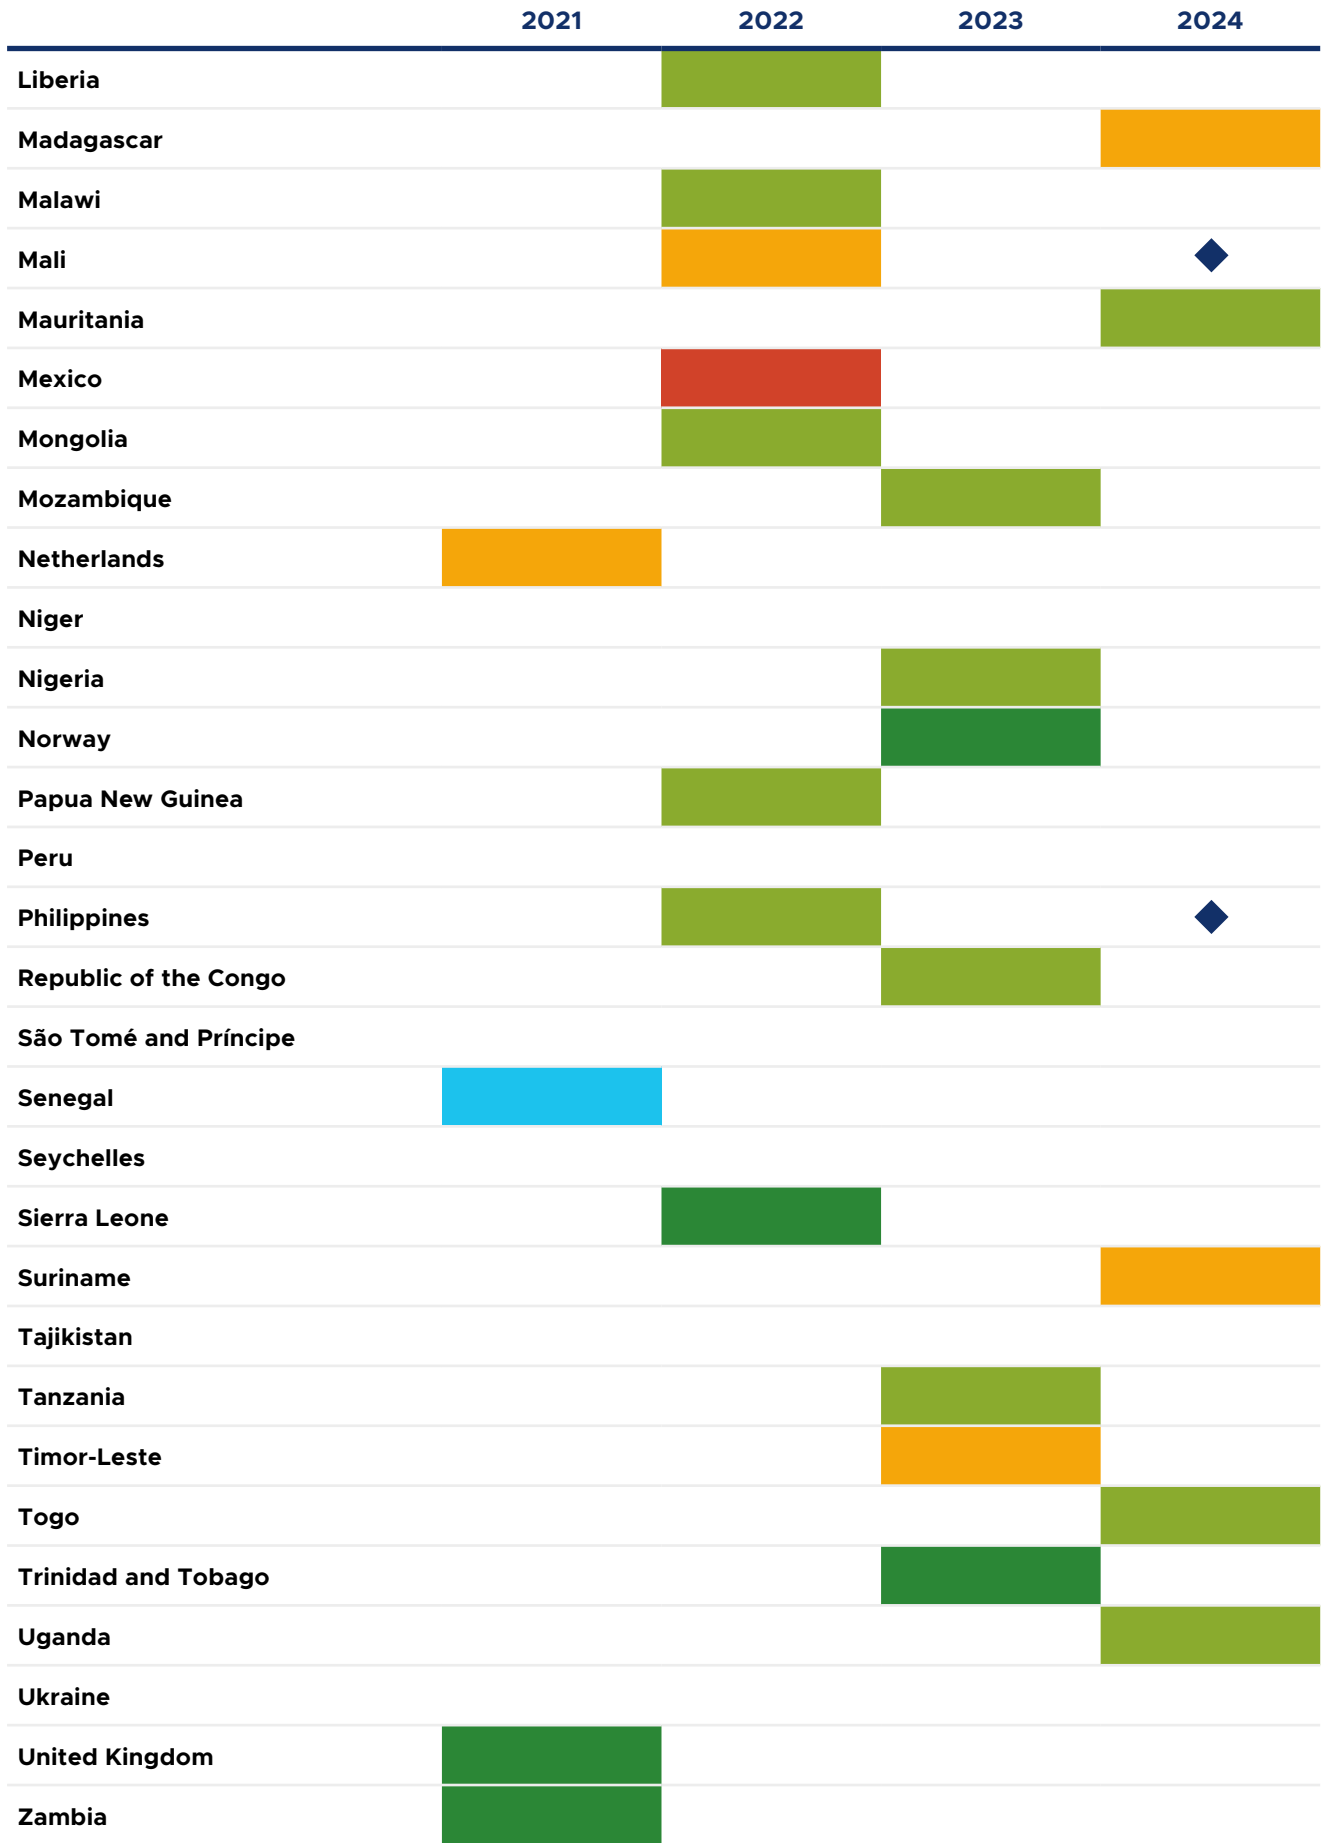 2021 2022 2023 2024
Liberia
Madagascar
Malawi
Mali
Mauritania
Mexico
Mongolia
Mozambique
Netherlands
Niger
Nigeria
Norway
Papua New Guinea
Peru
Philippines
Republic of the Congo
São Tomé and Príncipe
Senegal
Seychelles
Sierra Leone
Suriname
Tajikistan
Tanzania
Timor-Leste
Togo
Trinidad and Tobago
Uganda
Ukraine
United Kingdom
Zambia